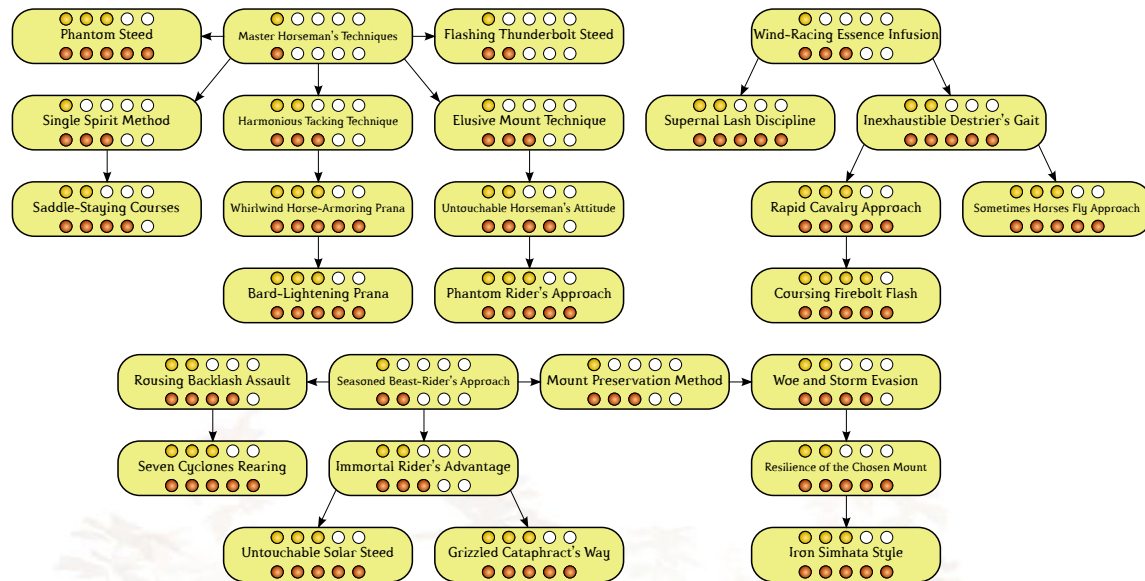 Phantom Steed
Master Horseman's Techniques
Flashing Thunderbolt Steed
Wind-Racing Essence Infusion
Single Spirit Method
Harmonious Tacking Technique
Elusive Mount Technique
Supernal Lash Discipline
Inexhaustible Destrier's Gait
Saddle-Staying Courses
Whirlwind Horse-Armoring Prana
Untouchable Horseman's Attitude
Rapid Cavalry Approach
Sometimes Horses Fly Approach
Bard-Lightening Prana
Phantom Rider's Approach
Coursing Firebolt Flash
Rousing Backlash Assault
Seasoned Beast-Rider's Approach
Mount Preservation Method
Woe and Storm Evasion
Seven Cyclones Rearing
Immortal Rider's Advantage
Resilience of the Chosen Mount
Untouchable Solar Steed
Grizzled Cataphract's Way
Iron Simhata Style